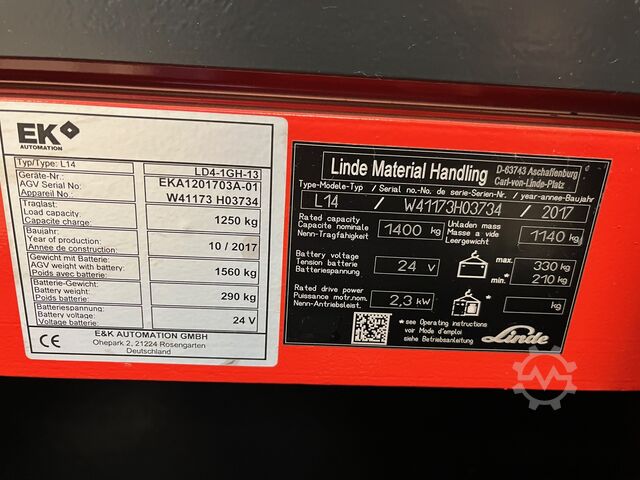 EK
AUTOMATION
Typ/Type: L14
LD4-1GH-13
Geräte-Nr.:
AGV Serial No:
Appareil No.:
EKA1201703A-01
W41173 H03734
Traglast:
Load capacity:
Capacite charge:
1250 kg
Baujahr:
Year of production:
Annee de construction:
10 / 2017
Gewicht mit Batterie:
AGV weight with battery:
Poids avec batterie:
1560 kg
Batterie-Gewicht:
Battery weight:
Poids batterie:
290 kg
Batteriespannung:
Battery voltage:
Voltage batterie:
24 V
E&K AUTOMATION GMBH
Ohepark 2, 21224 Rosengarten
Deutschland
CE
Linde Material Handling
D-63743 Aschaffenburg
Carl-von-Linde-Platz
Type-Modele-Typ / Serial no.-No. de serie-Serien-Nr. / year-annee-Baujahr
L14 / W41173H03734 / 2017
Rated capacity
Capacite nominale
Nenn-Tragfähigkeit
1400 kg
Unladen mass
Masse a vide
Leergewicht
1140 kg
Battery voltage
Tension batterie
Batteriespannung
24 V
max. 330 kg
min.* 210 kg
Rated drive power
Puissance motr.nom.
Nenn-Antriebsleist.
2,3 kW
kg
* see Operating instructions
voir Mode d'emploi
siehe Betriebsanleitung
Linde